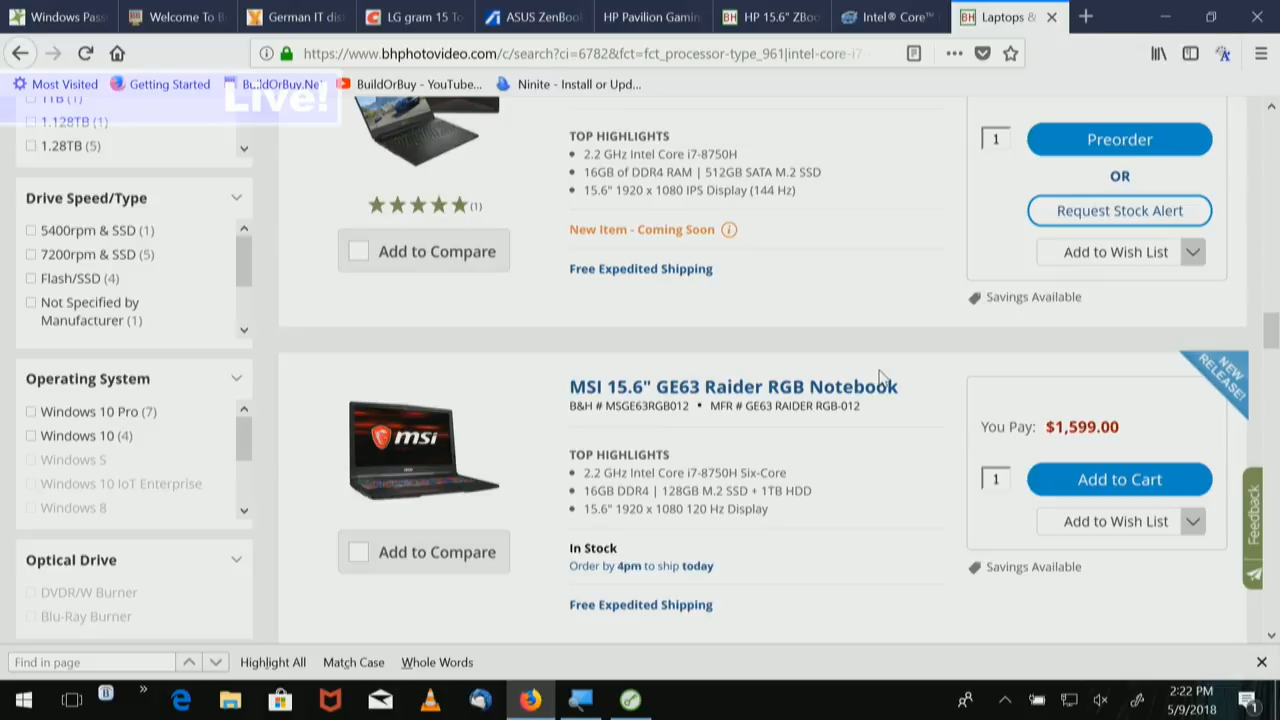 Windows Pas
Welcome To B
German IT dis
LG gram 15 To
ASUS ZenBoo
HP Pavilion Gamin
BH HP 15.6" ZBoo
Intel® Core™
BH Laptops &
https://www.bhphotovideo.com/c/search?ci=6782&fct=fct_processor-type_961|intel-core-i7-
Most Visited
Getting Started
BuildOrBuy.Net
BuildOrBuy - YouTube...
Ninite - Install or Upd...
Live!
1TB (1)
1.128TB (1)
1.28TB (5)
Drive Speed/Type
5400rpm & SSD (1)
7200rpm & SSD (5)
Flash/SSD (4)
Not Specified by
Manufacturer (1)
Operating System
Windows 10 Pro (7)
Windows 10 (4)
Windows S
Windows 10 IoT Enterprise
Windows 8
Optical Drive
DVDR/W Burner
Blu-Ray Burner
(1)
Add to Compare
TOP HIGHLIGHTS
2.2 GHz Intel Core i7-8750H
16GB of DDR4 RAM | 512GB SATA M.2 SSD
15.6" 1920 x 1080 IPS Display (144 Hz)
New Item - Coming Soon
Free Expedited Shipping
1
Preorder
OR
Request Stock Alert
Add to Wish List
Savings Available
msi
Add to Compare
MSI 15.6" GE63 Raider RGB Notebook
B&H # MSGE63RGB012 • MFR # GE63 RAIDER RGB-012
TOP HIGHLIGHTS
2.2 GHz Intel Core i7-8750H Six-Core
16GB DDR4 | 128GB M.2 SSD + 1TB HDD
15.6" 1920 x 1080 120 Hz Display
In Stock
Order by 4pm to ship today
Free Expedited Shipping
NEW
RELEASE!
You Pay: $1,599.00
1
Add to Cart
Add to Wish List
Savings Available
Feedback
Find in page
Highlight All
Match Case
Whole Words
2:22 PM
5/9/2018
1